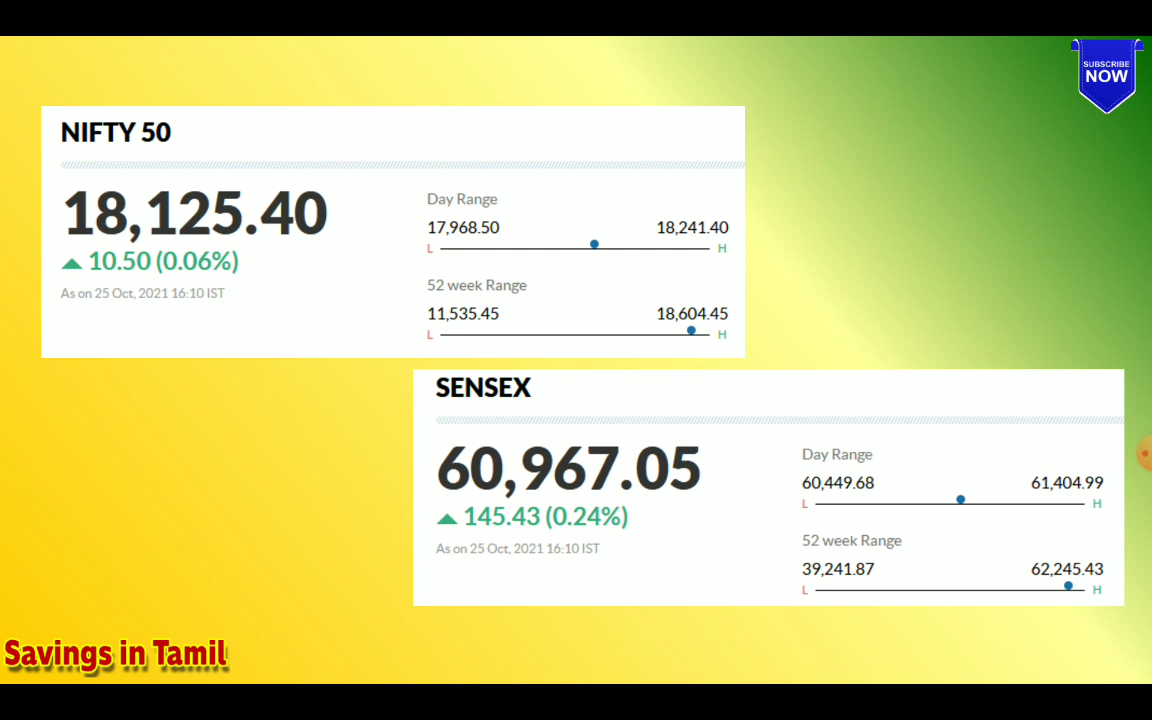 SUBSCRIBE
NOW
NIFTY 50
18,125.40
10.50 (0.06%)
As on 25 Oct, 2021 16:10 IST
Day Range
17,968.50 18,241.40
L H
52 week Range
11,535.45 18,604.45
L H
SENSEX
60,967.05
145.43 (0.24%)
As on 25 Oct, 2021 16:10 IST
Day Range
60,449.68 61,404.99
L H
52 week Range
39,241.87 62,245.43
L H
Savings in Tamil